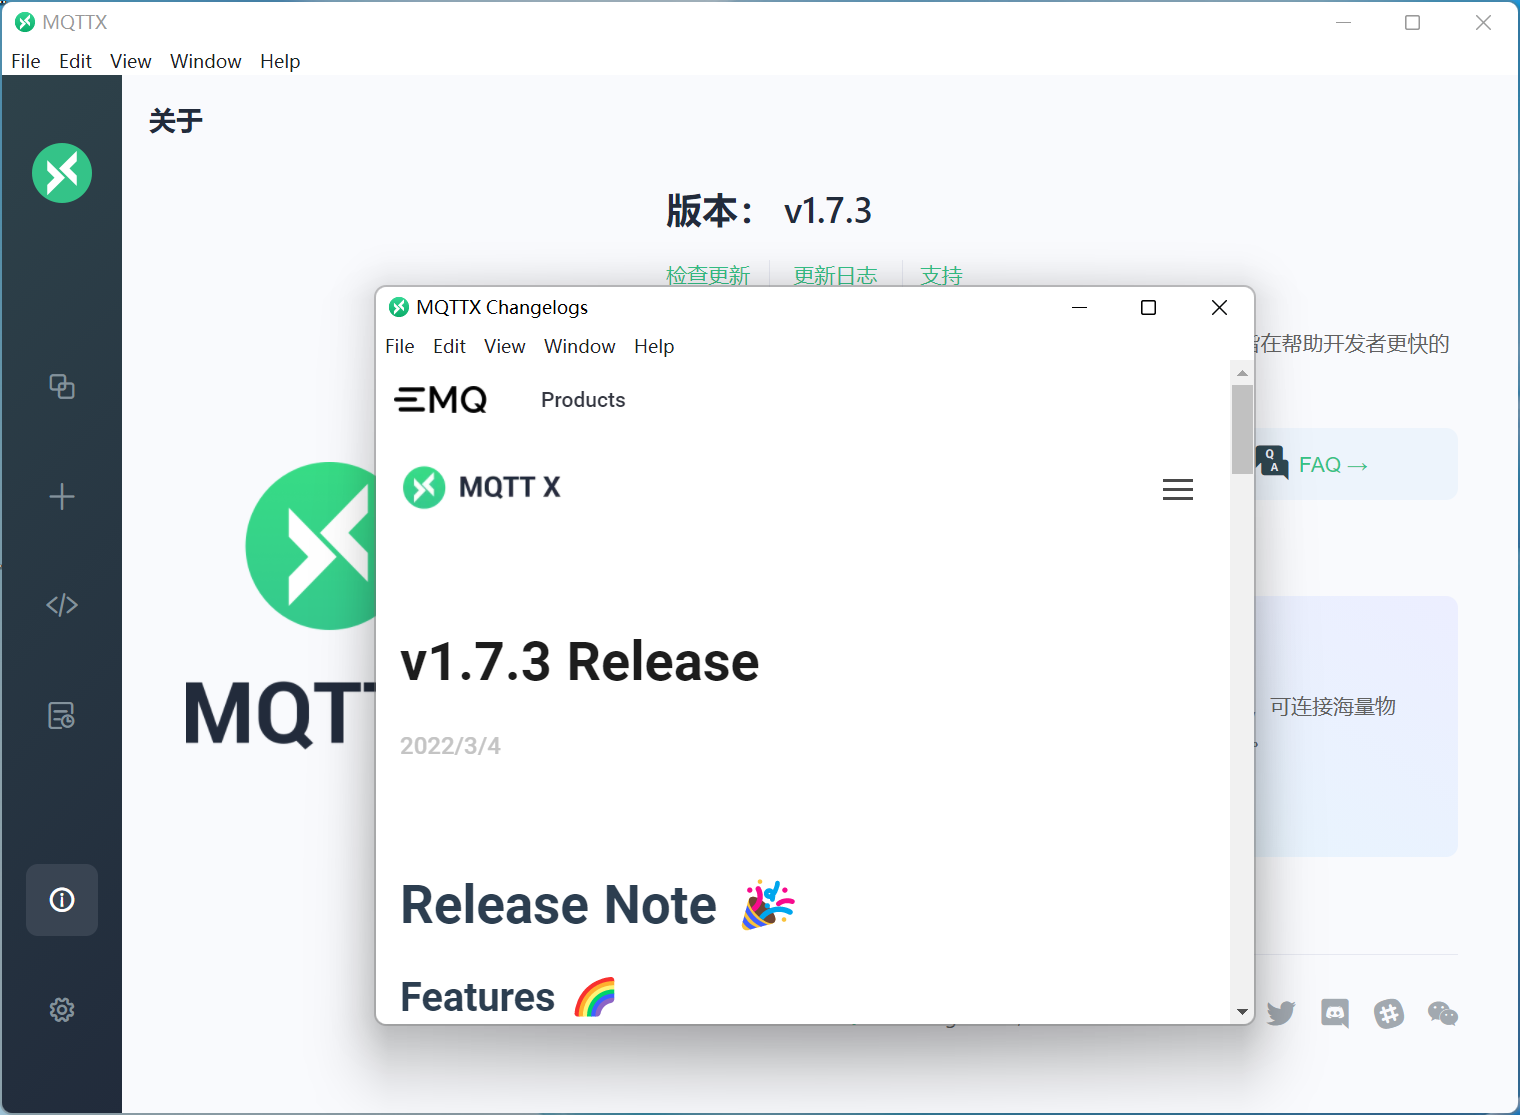 MQTTX
File Edit View Window Help
关于
版本： v1.7.3
检查更新 更新日志 支持
MQTTX Changelogs
File Edit View Window Help
在帮助开发者更快的
EMQ Products
MQTT X
Q
A
FAQ →
v1.7.3 Release
MQT
可连接海量物
2022/3/4
Release Note 🎉
Features 🌈